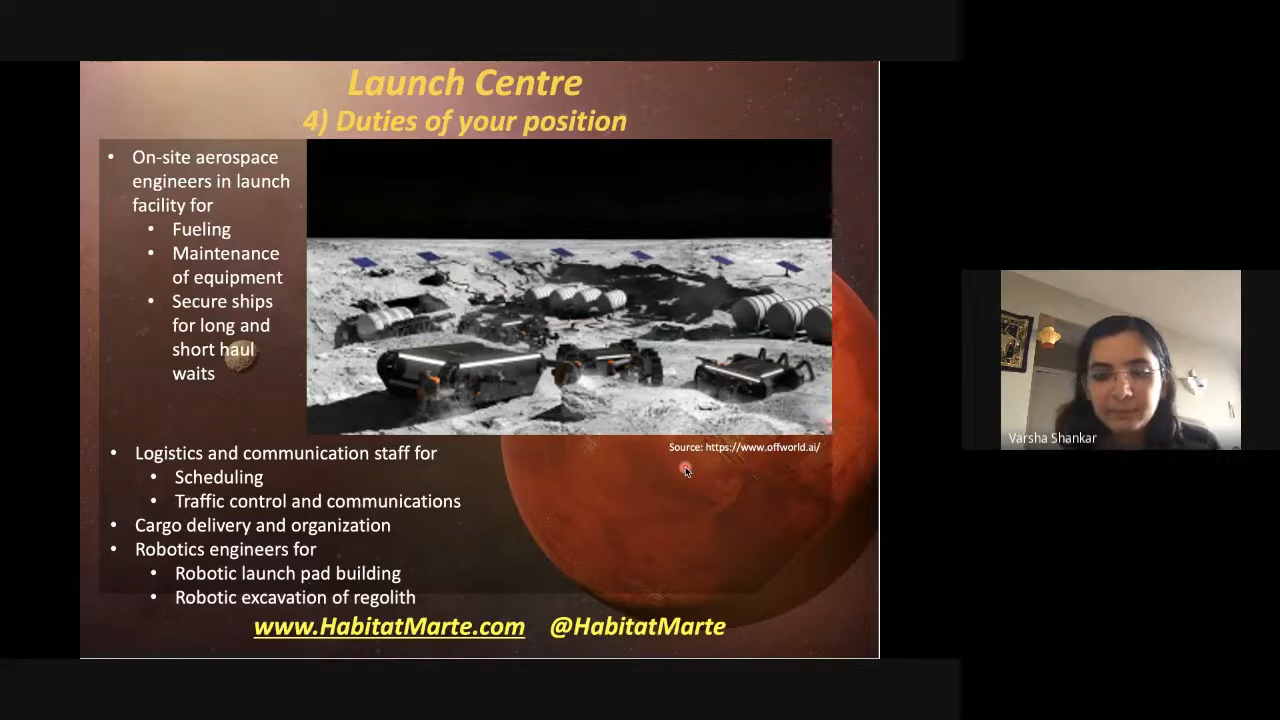 Launch Centre
4) Duties of your position
• On-site aerospace
engineers in launch
facility for
• Fueling
• Maintenance
of equipment
• Secure ships
for long and
short haul
waits
Source: https://www.offworld.ai/
• Logistics and communication staff for
• Scheduling
• Traffic control and communications
• Cargo delivery and organization
• Robotics engineers for
• Robotic launch pad building
• Robotic excavation of regolith
www.HabitatMarte.com @HabitatMarte
Varsha Shankar